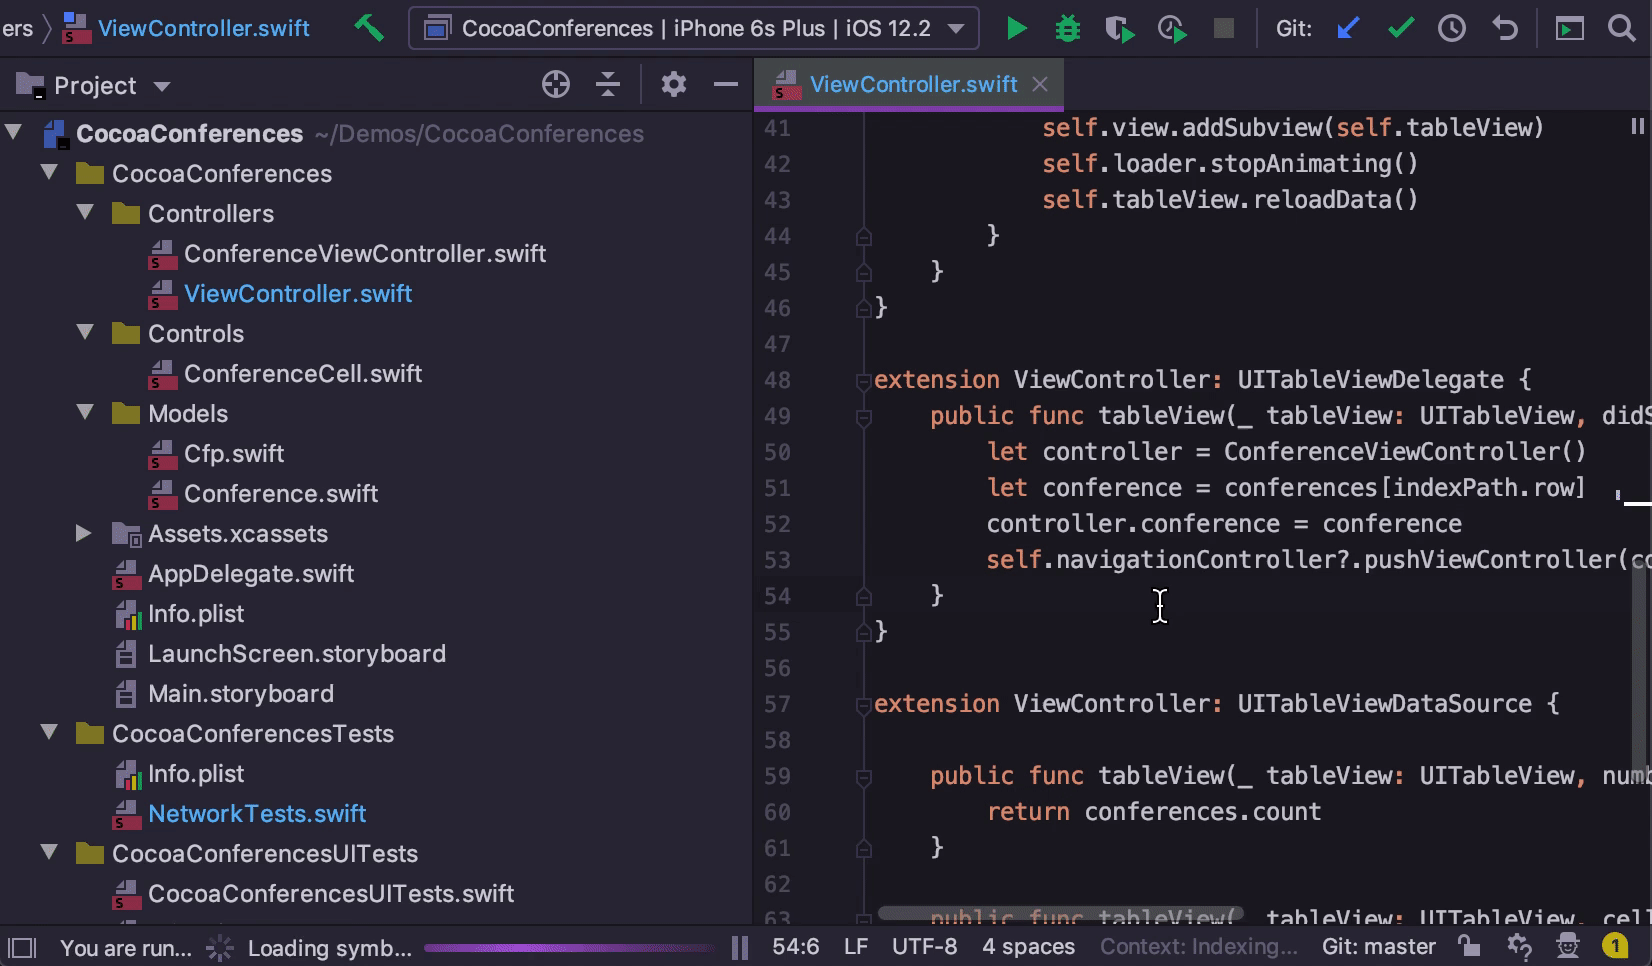 ers
ViewController.swift
CocoaConferences | iPhone 6s Plus | iOS 12.2
Git:
Project
CocoaConferences ~/Demos/CocoaConferences
CocoaConferences
Controllers
ConferenceViewController.swift
ViewController.swift
Controls
ConferenceCell.swift
Models
Cfp.swift
Conference.swift
Assets.xcassets
AppDelegate.swift
Info.plist
LaunchScreen.storyboard
Main.storyboard
CocoaConferencesTests
Info.plist
NetworkTests.swift
CocoaConferencesUITests
CocoaConferencesUITests.swift
ViewController.swift
41 self.view.addSubview(self.tableView)
42 self.loader.stopAnimating()
43 self.tableView.reloadData()
44 }
45 }
46 }
47
48 extension ViewController: UITableViewDelegate {
49 public func tableView(_ tableView: UITableView, didS
50 let controller = ConferenceViewController()
51 let conference = conferences[indexPath.row]
52 controller.conference = conference
53 self.navigationController?.pushViewController(co
54 }
55 }
56
57 extension ViewController: UITableViewDataSource {
58
59 public func tableView(_ tableView: UITableView, numb
60 return conferences.count
61 }
62
63 public func tableView(_ tableView: UITableView, cell
You are run... Loading symb... 54:6 LF UTF-8 4 spaces Context: Indexing... Git: master 1